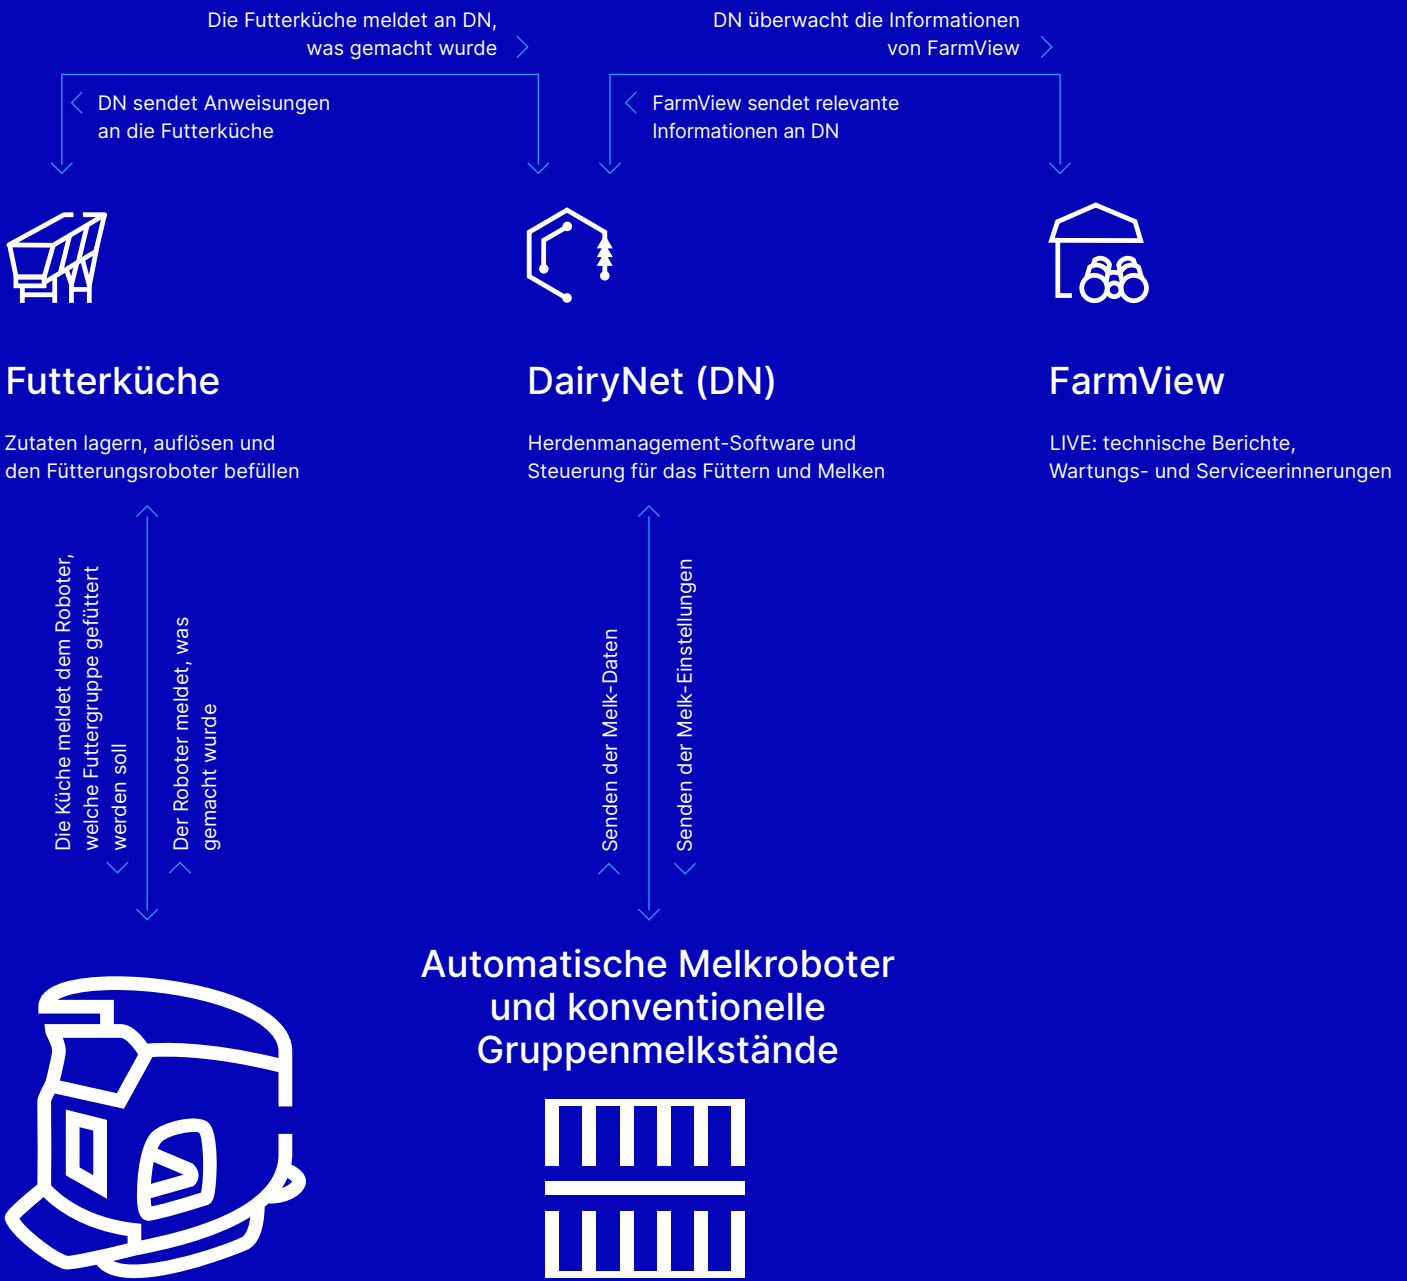 Die Futterküche meldet an DN,
was gemacht wurde
DN überwacht die Informationen
von FarmView
DN sendet Anweisungen
an die Futterküche
FarmView sendet relevante
Informationen an DN
Futterküche
Zutaten lagern, auflösen und
den Fütterungsroboter befüllen
DairyNet (DN)
Herdenmanagement-Software und
Steuerung für das Füttern und Melken
FarmView
LIVE: technische Berichte,
Wartungs- und Serviceerinnerungen
Die Küche meldet dem Roboter,
welche Futtergruppe gefüttert
werden soll
Der Roboter meldet, was
gemacht wurde
Senden der Melk-Daten
Senden der Melk-Einstellungen
Automatische Melkroboter
und konventionelle
Gruppenmelkstände